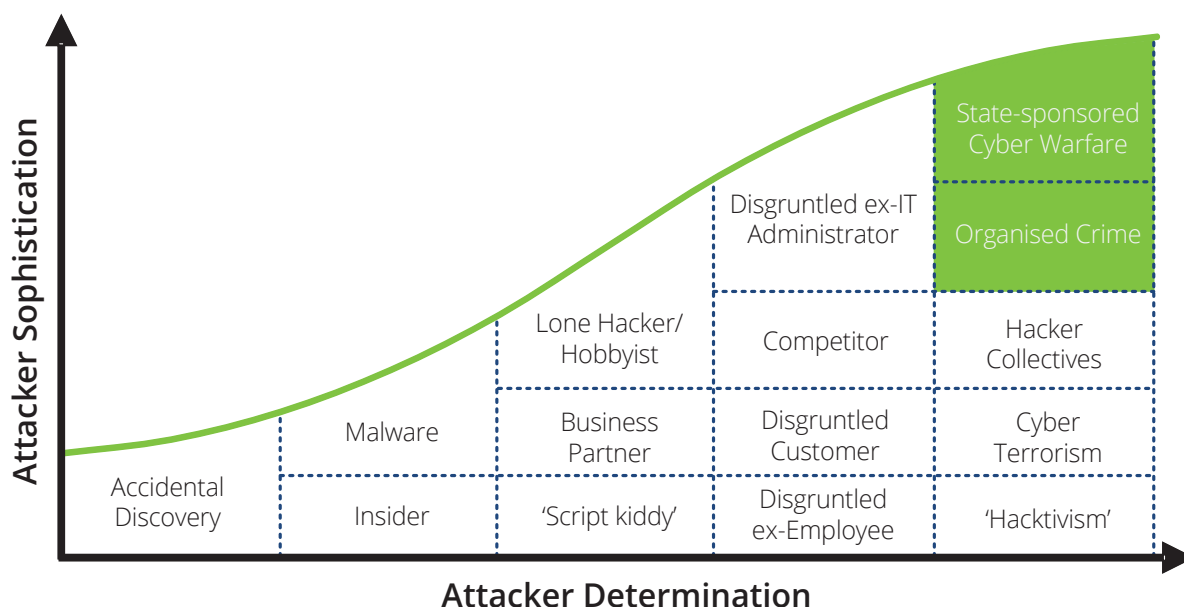 Attacker Sophistication
State-sponsored
Cyber Warfare
Disgruntled ex-IT
Administrator
Organised Crime
Lone Hacker/
Hobbyist
Competitor
Hacker
Collectives
Malware
Business
Partner
Disgruntled
Customer
Cyber
Terrorism
Accidental
Discovery
Insider
‘Script kiddy’
Disgruntled
ex-Employee
‘Hacktivism’
Attacker Determination